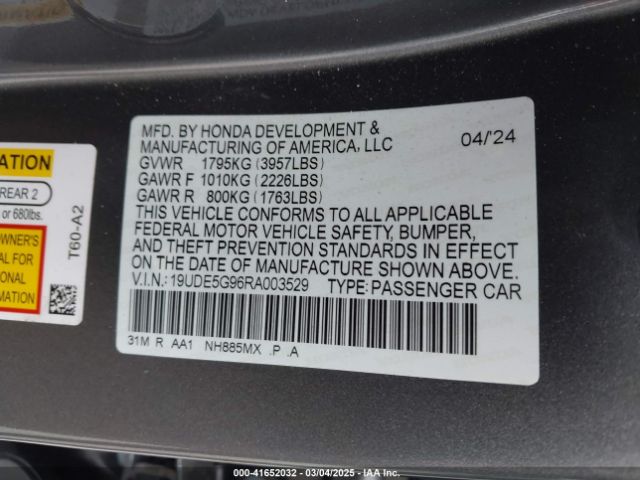 MFD. BY HONDA DEVELOPMENT &
MANUFACTURING OF AMERICA, LLC 04/'24
GVWR 1795KG (3957LBS)
GAWR F 1010KG (2226LBS)
GAWR R 800KG (1763LBS)
THIS VEHICLE CONFORMS TO ALL APPLICABLE
FEDERAL MOTOR VEHICLE SAFETY, BUMPER,
AND THEFT PREVENTION STANDARDS IN EFFECT
ON THE DATE OF MANUFACTURE SHOWN ABOVE.
V.I.N.: 19UDE5G96RA003529 TYPE: PASSENGER CAR
31M R AA1 NH885MX .P .A
ATION
REAR 2
or 680lbs.
OWNER'S
AL FOR
IONAL
MATION
T60-A2
000-41652032 - 03/04/2025 - IAA Inc.